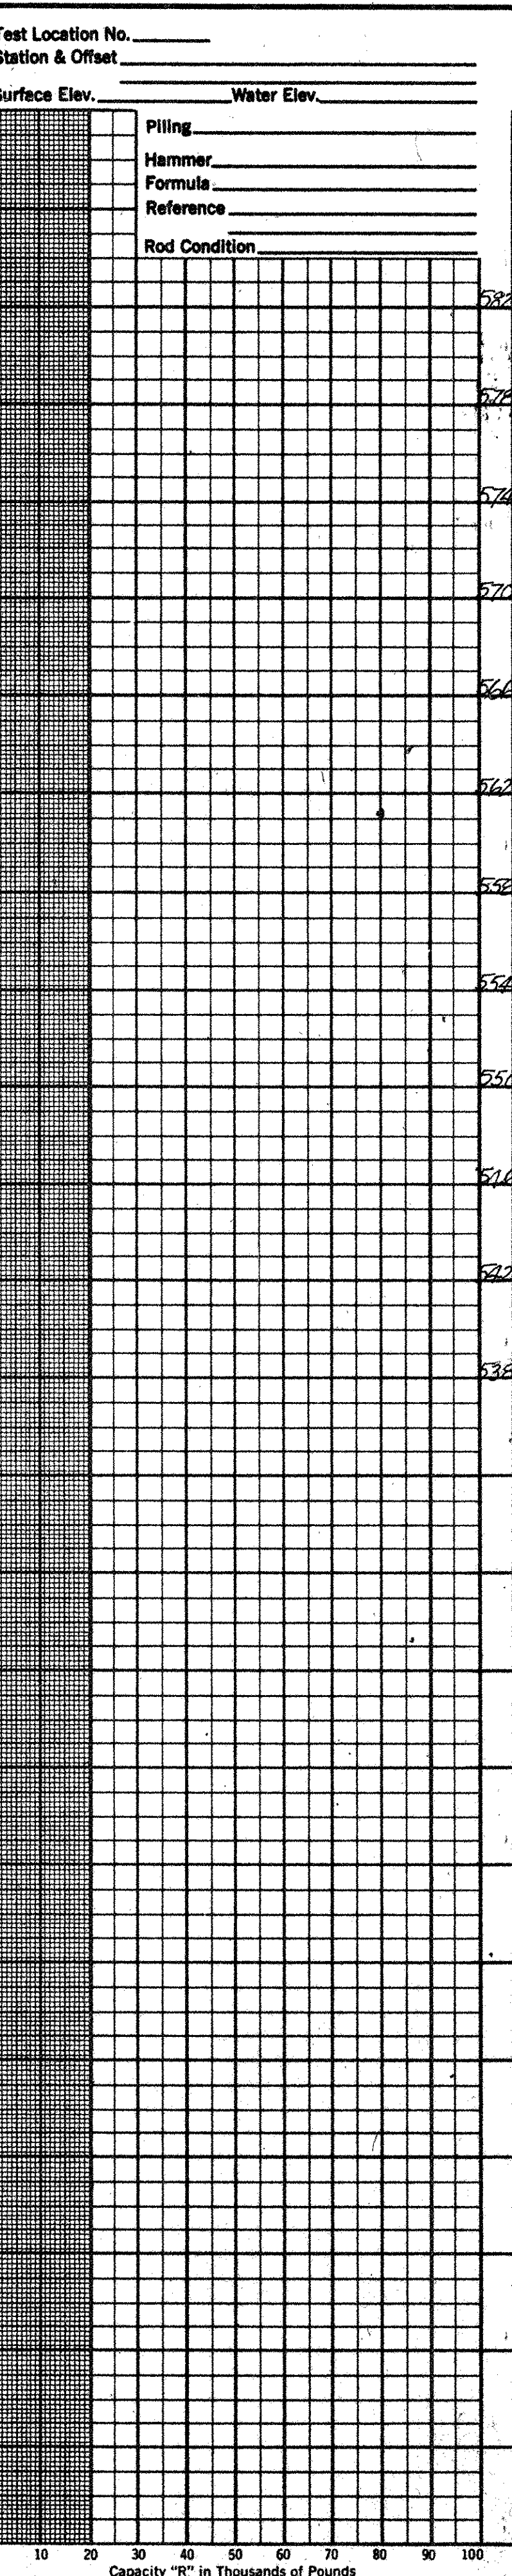 Test Location No.
Station & Offset
Surface Elev. Water Elev.
Piling
Hammer
Formula
Reference
Rod Condition
582
578
574
570
566
562
558
554
550
546
542
538
10 20 30 40 50 60 70 80 90 100
Capacity "R" in Thousands of Pounds